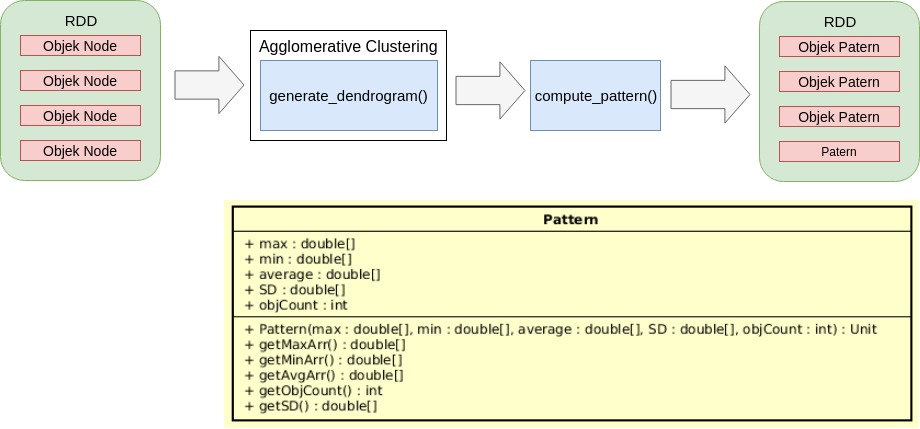 RDD
Objek Node
Objek Node
Objek Node
Objek Node
Agglomerative Clustering
generate_dendrogram()
compute_pattern()
RDD
Objek Patern
Objek Patern
Objek Patern
Patern
Pattern
+ max : double[]
+ min : double[]
+ average : double[]
+ SD : double[]
+ objCount : int
+ Pattern(max : double[], min : double[], average : double[], SD : double[], objCount : int) : Unit
+ getMaxArr() : double[]
+ getMinArr() : double[]
+ getAvgArr() : double[]
+ getObjCount() : int
+ getSD() : double[]